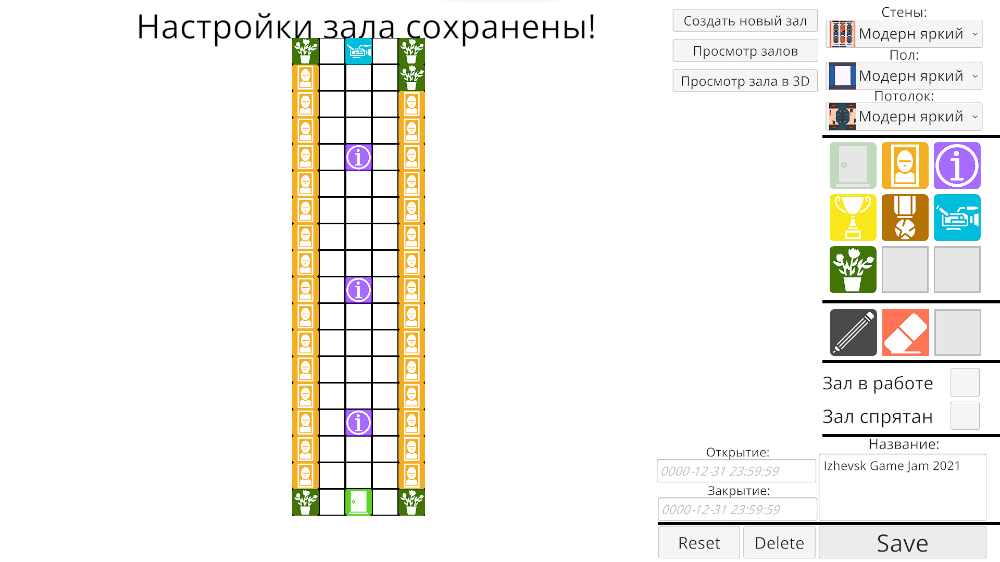 Настройки зала сохранены!
Создать новый зал
Просмотр залов
Просмотр зала в 3D
Стены:
Модерн яркий
Пол:
Модерн яркий
Потолок:
Модерн яркий
Зал в работе
Зал спрятан
Открытие:
0000-12-31 23:59:59
Закрытие:
0000-12-31 23:59:59
Название:
Izhevsk Game Jam 2021
Reset
Delete
Save